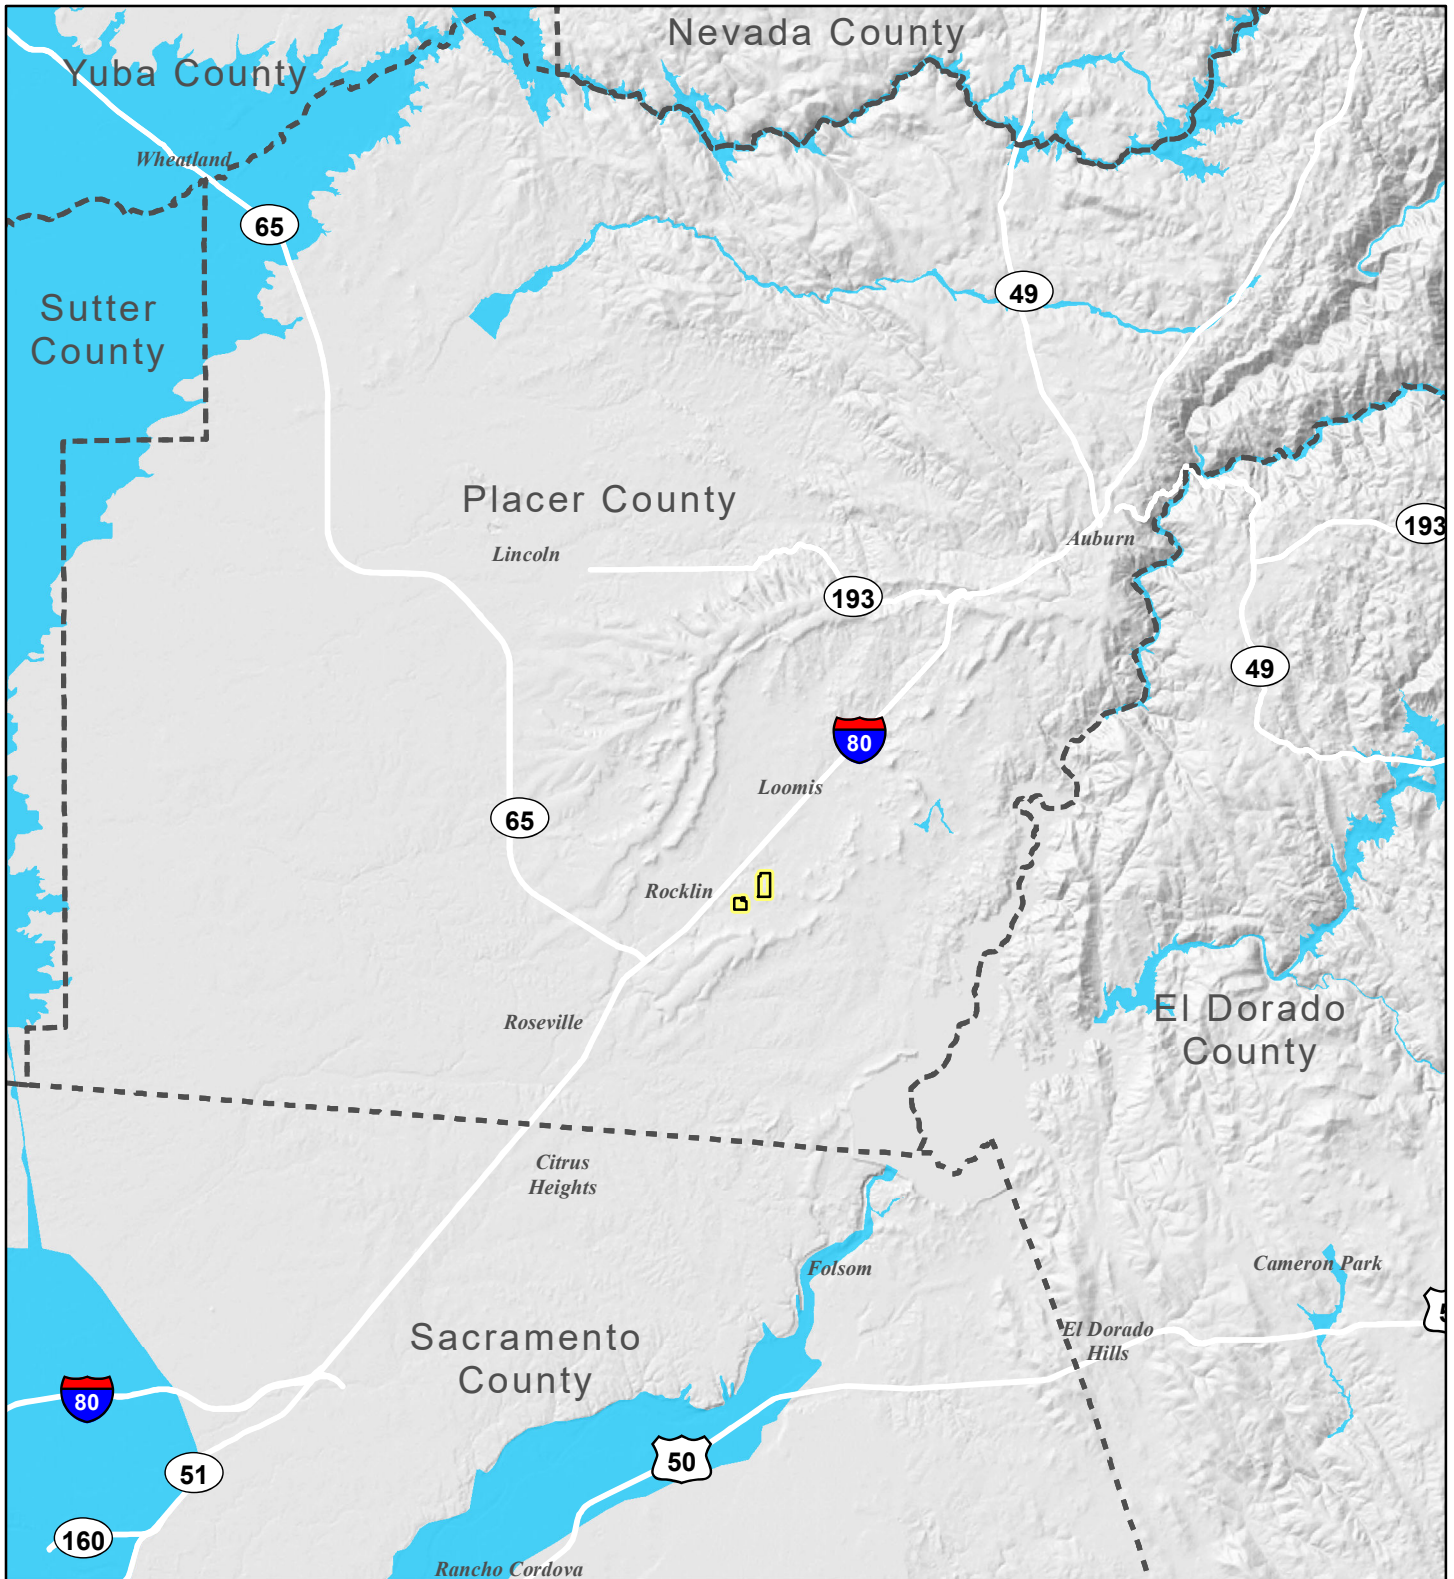 Nevada County
Yuba County
Wheatland
65
Sutter
County
49
Placer County
Lincoln
Auburn
193
193
49
80
Loomis
65
Rocklin
El Dorado
County
Roseville
Citrus
Heights
Folsom
Cameron Park
El Dorado
Hills
Sacramento
County
80
50
51
160
Rancho Cordova